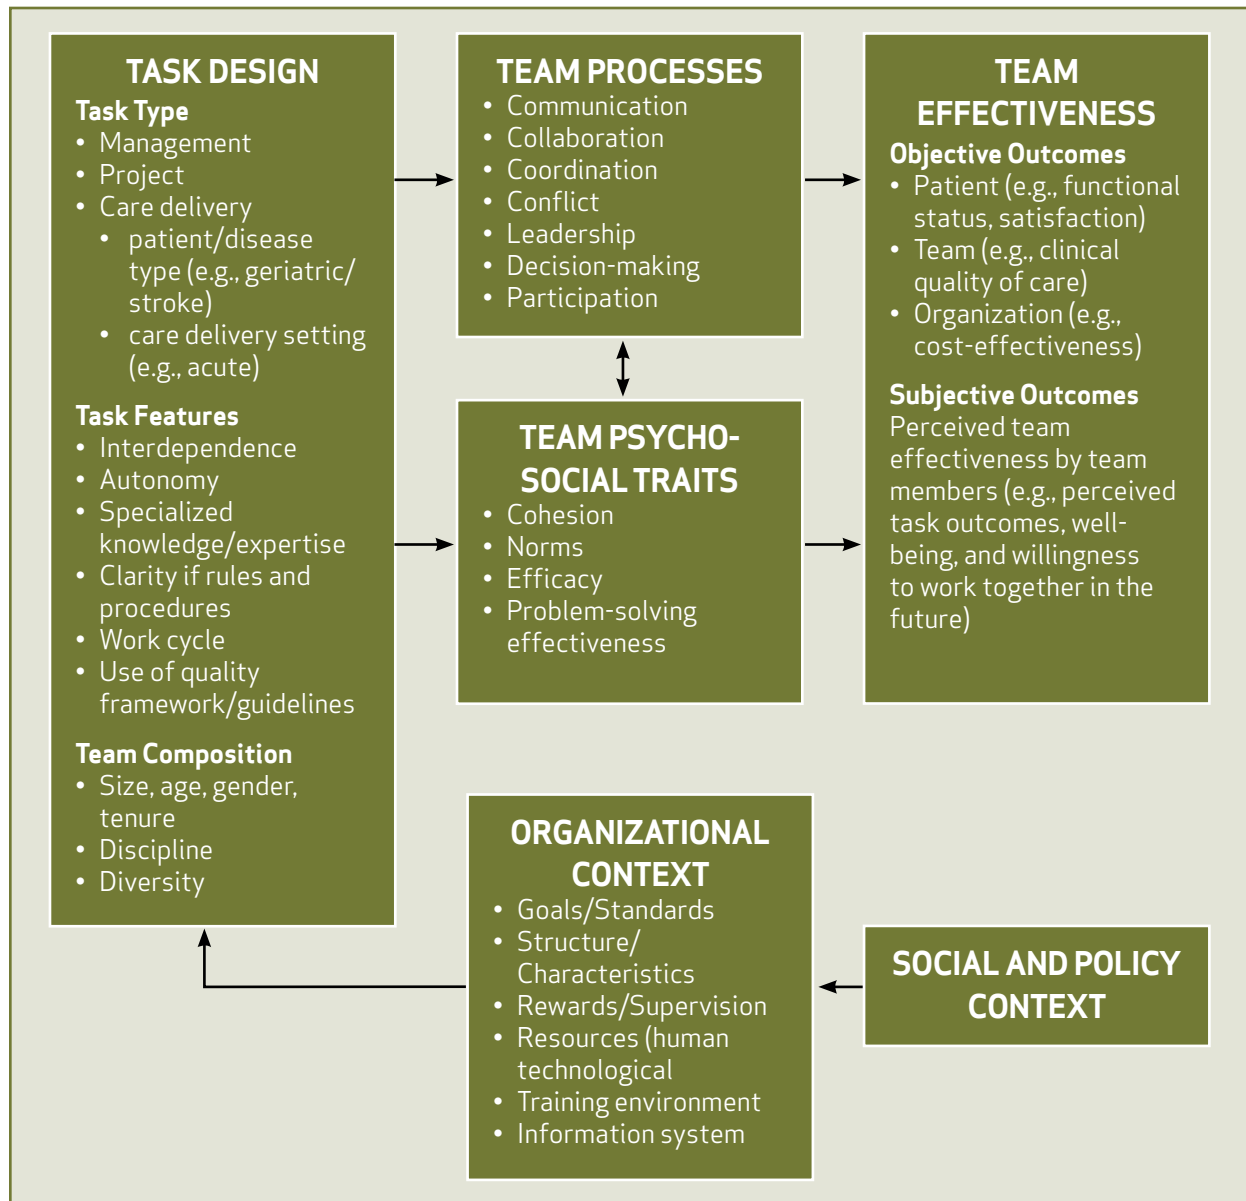 TASK DESIGN
Task Type
• Management
• Project
• Care delivery
• patient/disease
type (e.g., geriatric/
stroke)
• care delivery setting
(e.g., acute)
Task Features
• Interdependence
• Autonomy
• Specialized
knowledge/expertise
• Clarity if rules and
procedures
• Work cycle
• Use of quality
framework/guidelines
Team Composition
• Size, age, gender,
tenure
• Discipline
• Diversity
TEAM PROCESSES
• Communication
• Collaboration
• Coordination
• Conflict
• Leadership
• Decision-making
• Participation
TEAM PSYCHO-
SOCIAL TRAITS
• Cohesion
• Norms
• Efficacy
• Problem-solving
effectiveness
TEAM
EFFECTIVENESS
Objective Outcomes
• Patient (e.g., functional
status, satisfaction)
• Team (e.g., clinical
quality of care)
• Organization (e.g.,
cost-effectiveness)
Subjective Outcomes
Perceived team
effectiveness by team
members (e.g., perceived
task outcomes, well-
being, and willingness
to work together in the
future)
ORGANIZATIONAL
CONTEXT
• Goals/Standards
• Structure/
Characteristics
• Rewards/Supervision
• Resources (human
technological
• Training environment
• Information system
SOCIAL AND POLICY
CONTEXT